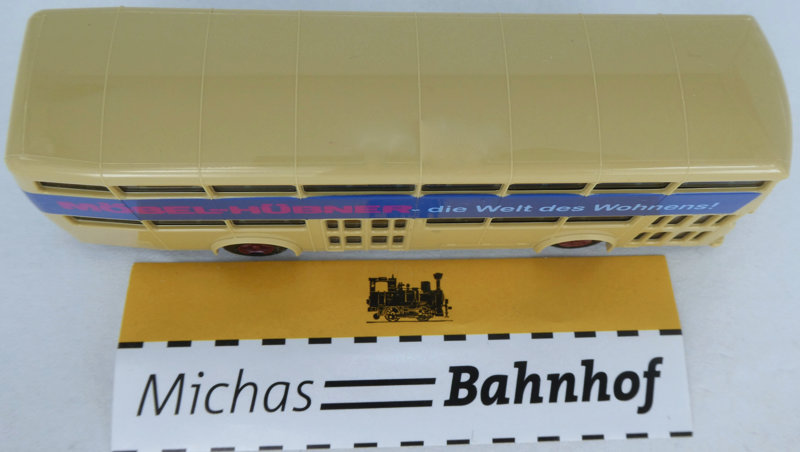 MÖBEL-HÜBNER - die Welt des Wohnens!
Michas Bahnhof